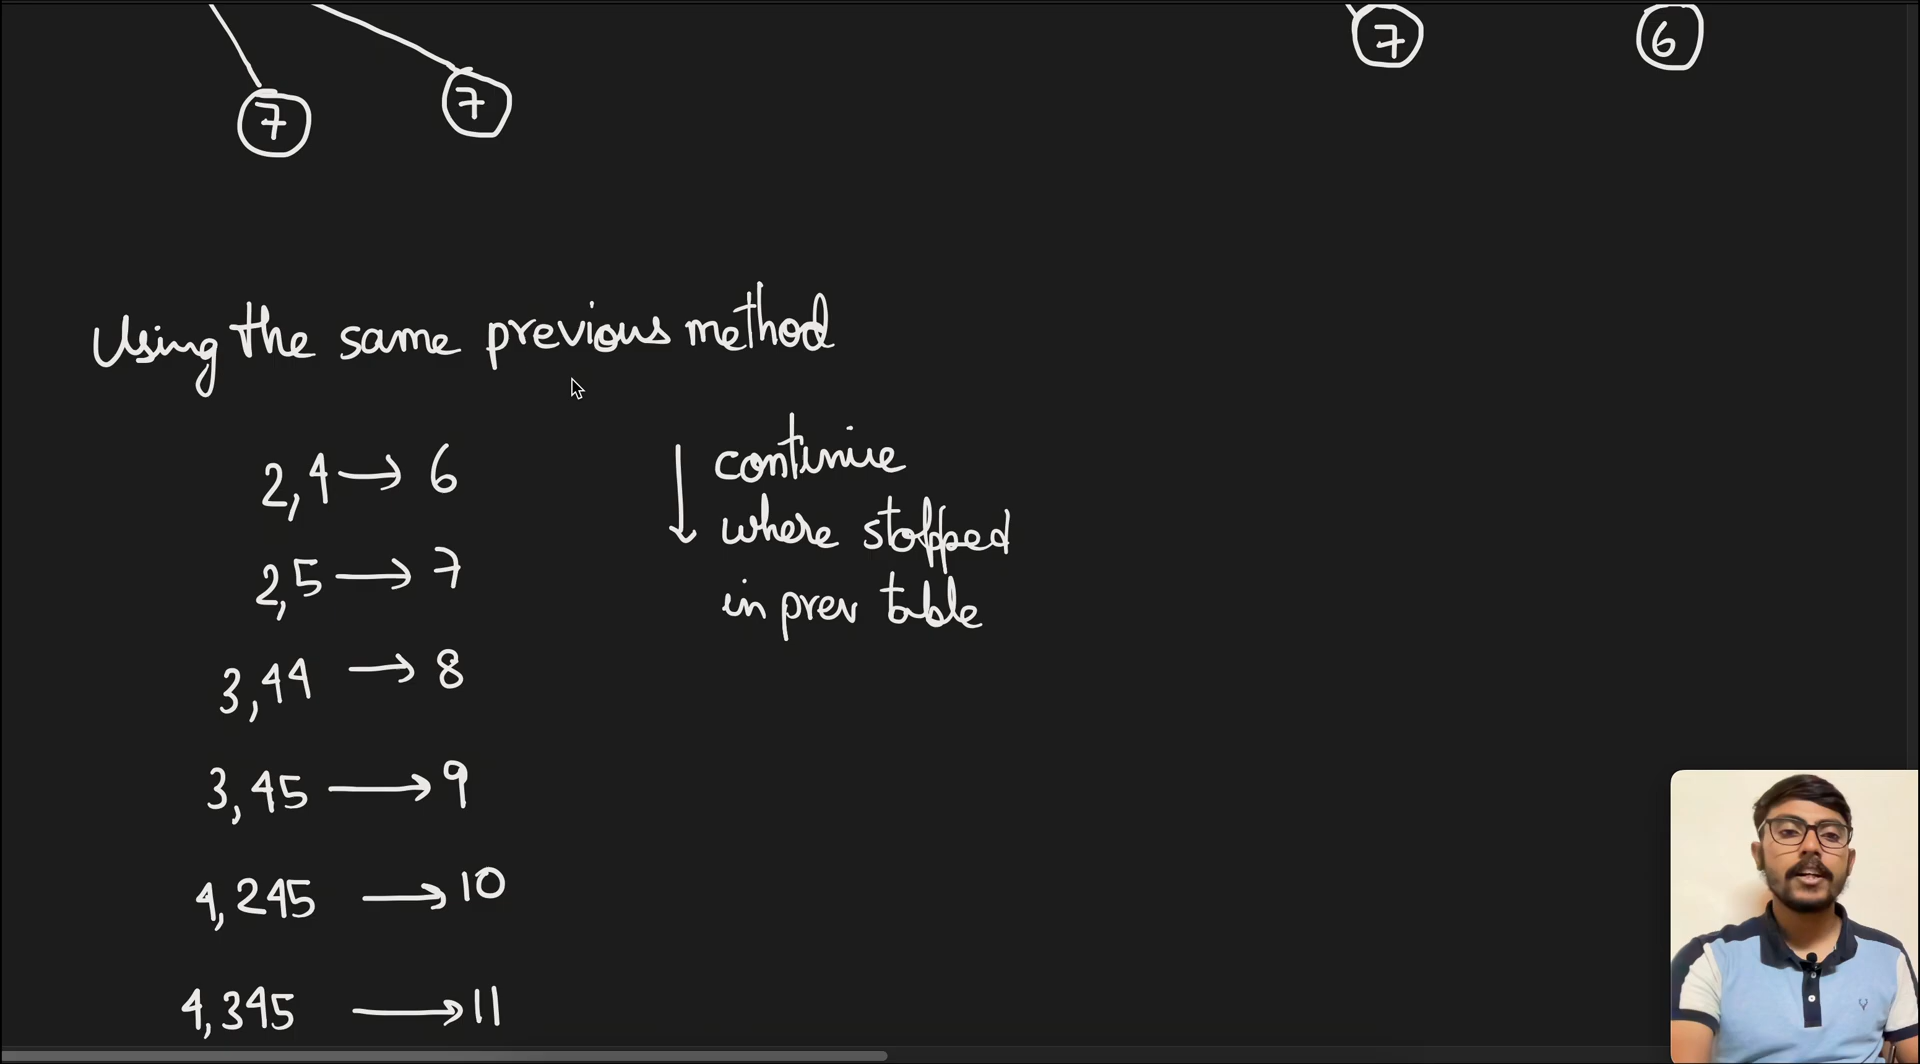 7 6
7 7
Using the same previous method
2,4 → 6
2,5 → 7
3,44 → 8
3,45 → 9
4,245 → 10
4,345 → 11
↓ continue
where stopped
in prev table